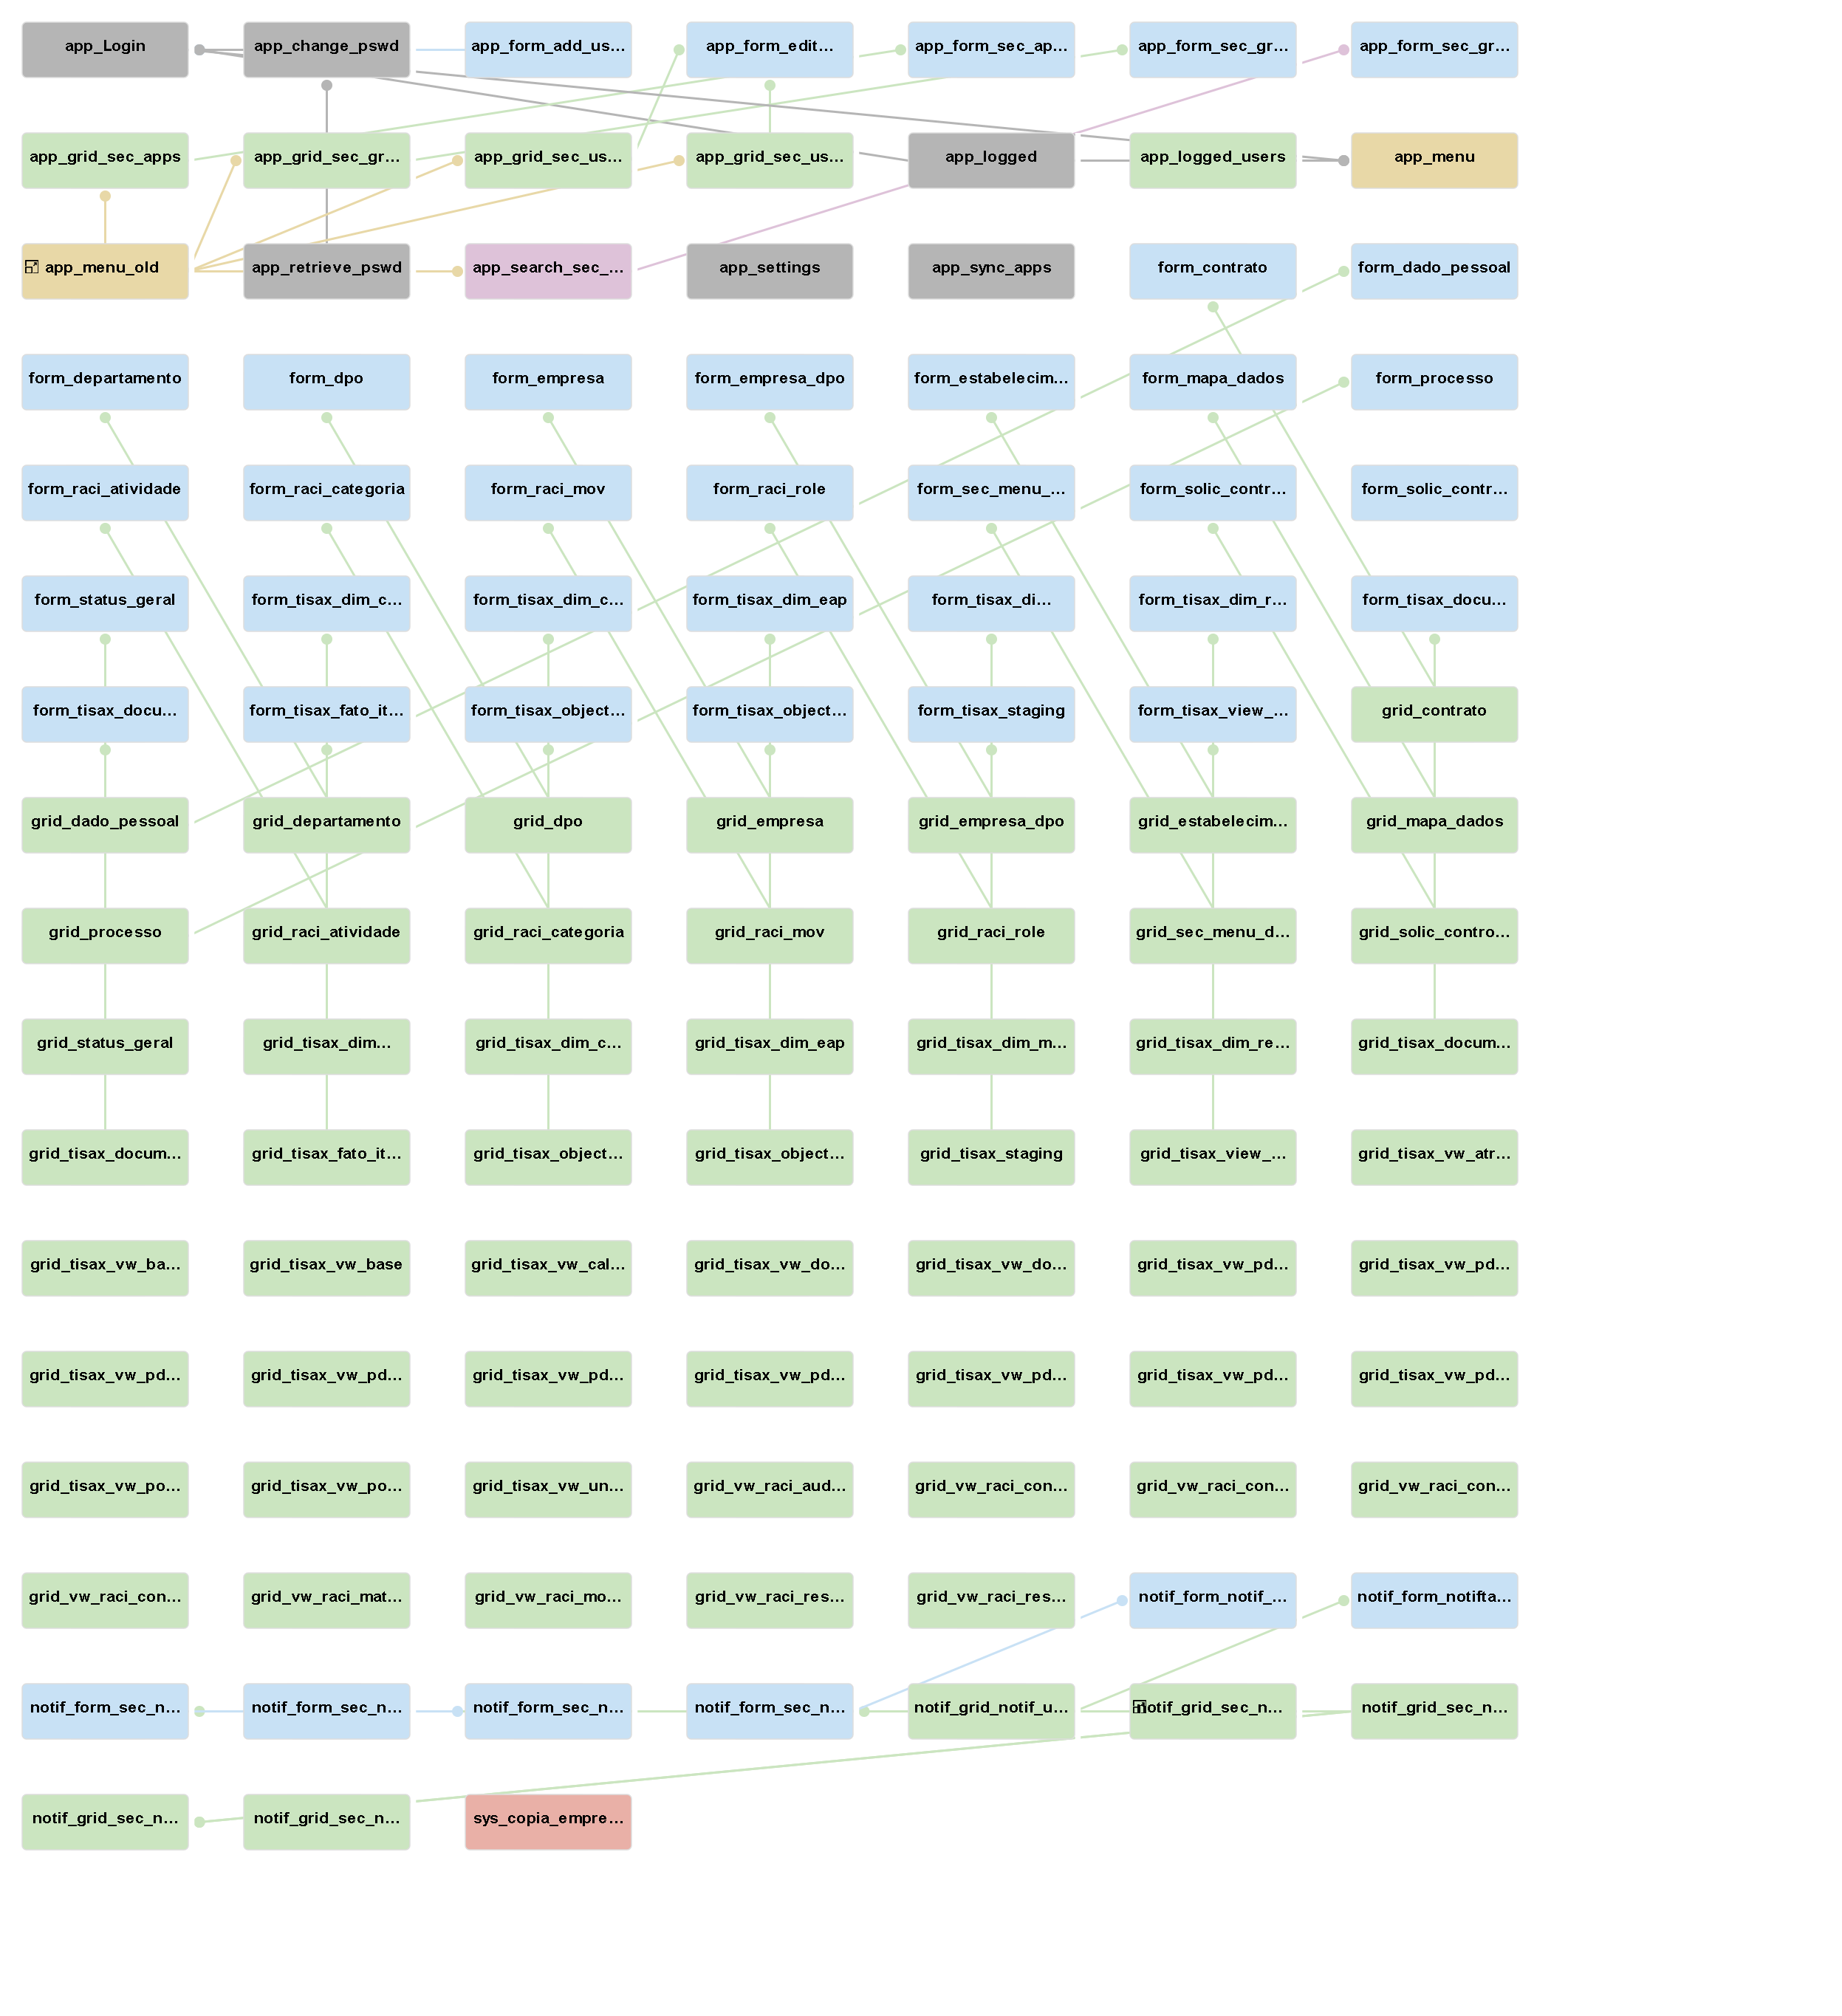 app_Login
app_change_pswd
app_form_add_us...
app_form_edit...
app_form_sec_ap...
app_form_sec_gr...
app_form_sec_gr...
app_grid_sec_apps
app_grid_sec_gr...
app_grid_sec_us...
app_grid_sec_us...
app_logged
app_logged_users
app_menu
app_menu_old
app_retrieve_pswd
app_search_sec_...
app_settings
app_sync_apps
form_contrato
form_dado_pessoal
form_departamento
form_dpo
form_empresa
form_empresa_dpo
form_estabelecim...
form_mapa_dados
form_processo
form_raci_atividade
form_raci_categoria
form_raci_mov
form_raci_role
form_sec_menu_...
form_solic_contr...
form_solic_contr...
form_status_geral
form_tisax_dim_c...
form_tisax_dim_c...
form_tisax_dim_eap
form_tisax_di...
form_tisax_dim_r...
form_tisax_docu...
form_tisax_docu...
form_tisax_fato_it...
form_tisax_object...
form_tisax_object...
form_tisax_staging
form_tisax_view_...
grid_contrato
grid_dado_pessoal
grid_departamento
grid_dpo
grid_empresa
grid_empresa_dpo
grid_estabelecim...
grid_mapa_dados
grid_processo
grid_raci_atividade
grid_raci_categoria
grid_raci_mov
grid_raci_role
grid_sec_menu_d...
grid_solic_contro...
grid_status_geral
grid_tisax_dim...
grid_tisax_dim_c...
grid_tisax_dim_eap
grid_tisax_dim_m...
grid_tisax_dim_re...
grid_tisax_docum...
grid_tisax_docum...
grid_tisax_fato_it...
grid_tisax_object...
grid_tisax_object...
grid_tisax_staging
grid_tisax_view_...
grid_tisax_vw_atr...
grid_tisax_vw_ba...
grid_tisax_vw_base
grid_tisax_vw_cal...
grid_tisax_vw_do...
grid_tisax_vw_do...
grid_tisax_vw_pd...
grid_tisax_vw_pd...
grid_tisax_vw_pd...
grid_tisax_vw_pd...
grid_tisax_vw_pd...
grid_tisax_vw_pd...
grid_tisax_vw_pd...
grid_tisax_vw_pd...
grid_tisax_vw_pd...
grid_tisax_vw_po...
grid_tisax_vw_po...
grid_tisax_vw_un...
grid_vw_raci_aud...
grid_vw_raci_con...
grid_vw_raci_con...
grid_vw_raci_con...
grid_vw_raci_con...
grid_vw_raci_mat...
grid_vw_raci_mo...
grid_vw_raci_res...
grid_vw_raci_res...
notif_form_notif_...
notif_form_notifta...
notif_form_sec_n...
notif_form_sec_n...
notif_form_sec_n...
notif_form_sec_n...
notif_grid_notif_u...
notif_grid_sec_n...
notif_grid_sec_n...
notif_grid_sec_n...
notif_grid_sec_n...
sys_copia_empre...